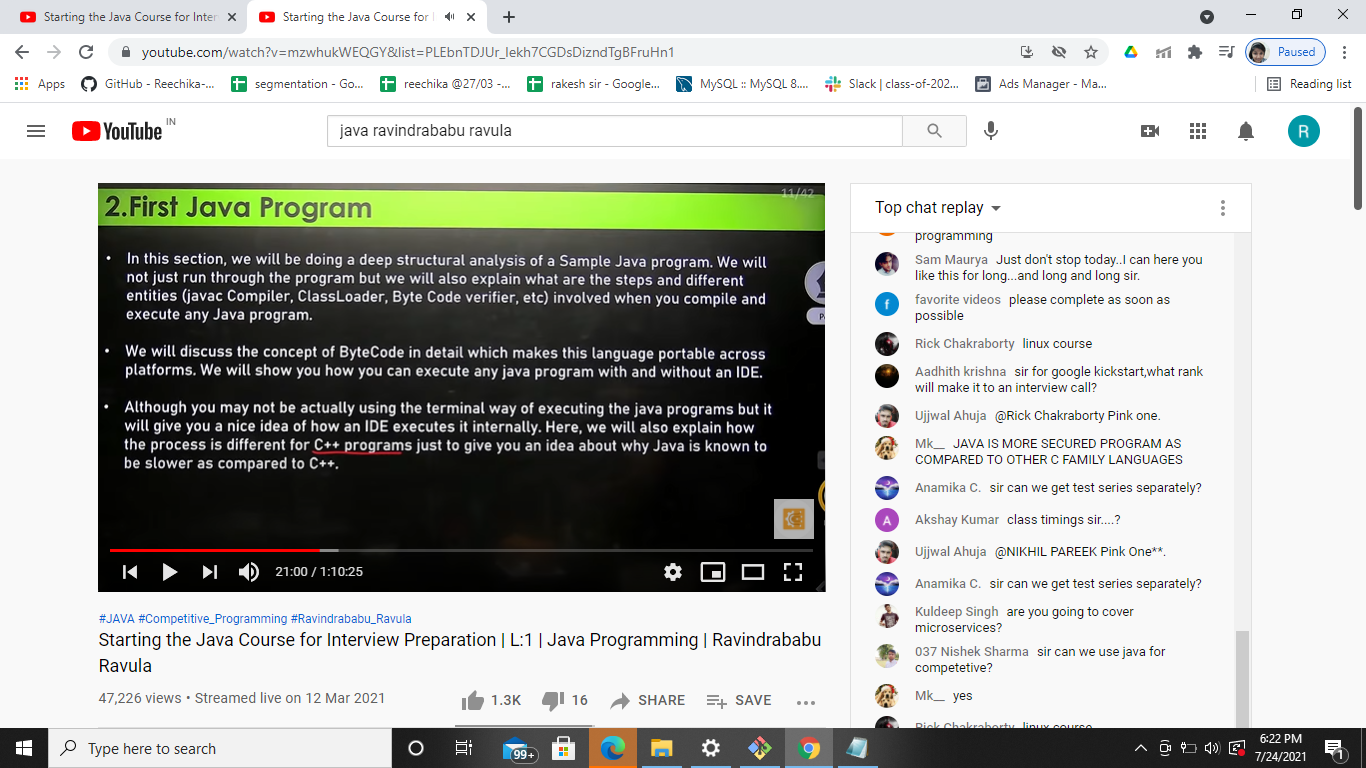 Starting the Java Course for Inter
Starting the Java Course for
youtube.com/watch?v=mzwhukWEQGY&list=PLEbnTDJUr_Iekh7CGDsDizndTgBFruHn1
Paused
Apps
GitHub - Reechika-...
segmentation - Go...
reechika @27/03 -...
rakesh sir - Google...
MySQL :: MySQL 8....
Slack | class-of-202...
Ads Manager - Ma...
Reading list
YouTube IN
java ravindrababu ravula
R
11/42
2.First Java Program
• In this section, we will be doing a deep structural analysis of a Sample Java program. We will
not just run through the program but we will also explain what are the steps and different
entities (javac Compiler, ClassLoader, Byte Code verifier, etc) involved when you compile and
execute any Java program.
• We will discuss the concept of ByteCode in detail which makes this language portable across
platforms. We will show you how you can execute any java program with and without an IDE.
• Although you may not be actually using the terminal way of executing the java programs but it
will give you a nice idea of how an IDE executes it internally. Here, we will also explain how
the process is different for C++ programs just to give you an idea about why Java is known to
be slower as compared to C++.
21:00 / 1:10:25
#JAVA #Competitive_Programming #Ravindrababu_Ravula
Starting the Java Course for Interview Preparation | L:1 | Java Programming | Ravindrababu
Ravula
47,226 views • Streamed live on 12 Mar 2021
1.3K
16
SHARE
SAVE
Top chat replay
programming
Sam Maurya Just don't stop today..I can here you
like this for long...and long and long sir.
f
favorite videos please complete as soon as
possible
Rick Chakraborty linux course
Aadhith krishna sir for google kickstart,what rank
will make it to an interview call?
Ujjwal Ahuja @Rick Chakraborty Pink one.
Mk__ JAVA IS MORE SECURED PROGRAM AS
COMPARED TO OTHER C FAMILY LANGUAGES
Anamika C. sir can we get test series separately?
A
Akshay Kumar class timings sir....?
Ujjwal Ahuja @NIKHIL PAREEK Pink One**.
Anamika C. sir can we get test series separately?
Kuldeep Singh are you going to cover
microservices?
037 Nishek Sharma sir can we use java for
competetive?
Mk__ yes
Rick Chakraborty linux course
Type here to search
99+
6:22 PM
7/24/2021
1